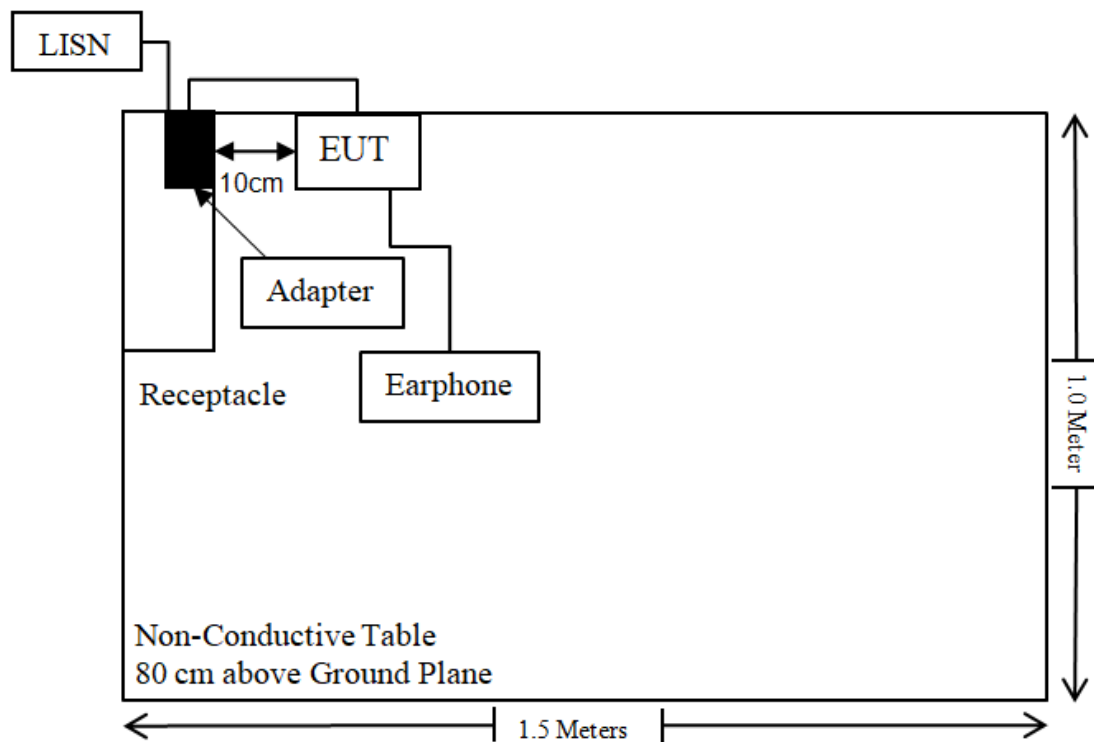 LISN
EUT
10cm
Adapter
Earphone
Receptacle
1.0 Meter
Non-Conductive Table
80 cm above Ground Plane
1.5 Meters